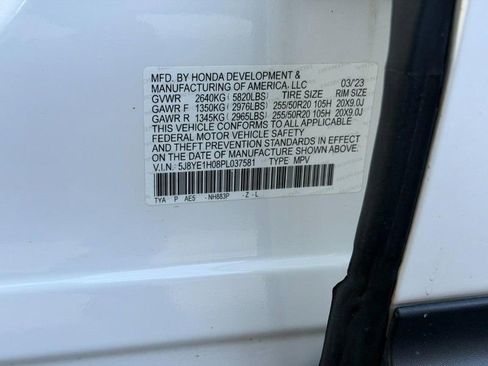 MFD. BY HONDA DEVELOPMENT &
MANUFACTURING OF AMERICA, LLC 03/'23
GVWR 2640KG (5820LBS) TIRE SIZE RIM SIZE
GAWR F 1350KG (2976LBS) 255/50R20 105H 20X9.0J
GAWR R 1345KG (2965LBS) 255/50R20 105H 20X9.0J
THIS VEHICLE CONFORMS TO ALL APPLICABLE
FEDERAL MOTOR VEHICLE SAFETY
AND THEFT PREVENTION STANDARDS IN EFFECT ON THE
DATE OF MANUFACTURE SHOWN ABOVE.
V.I.N.: 5J8YE1H08PL037581 TYPE MPV
TYA P AE5 -NH883P -Z -L